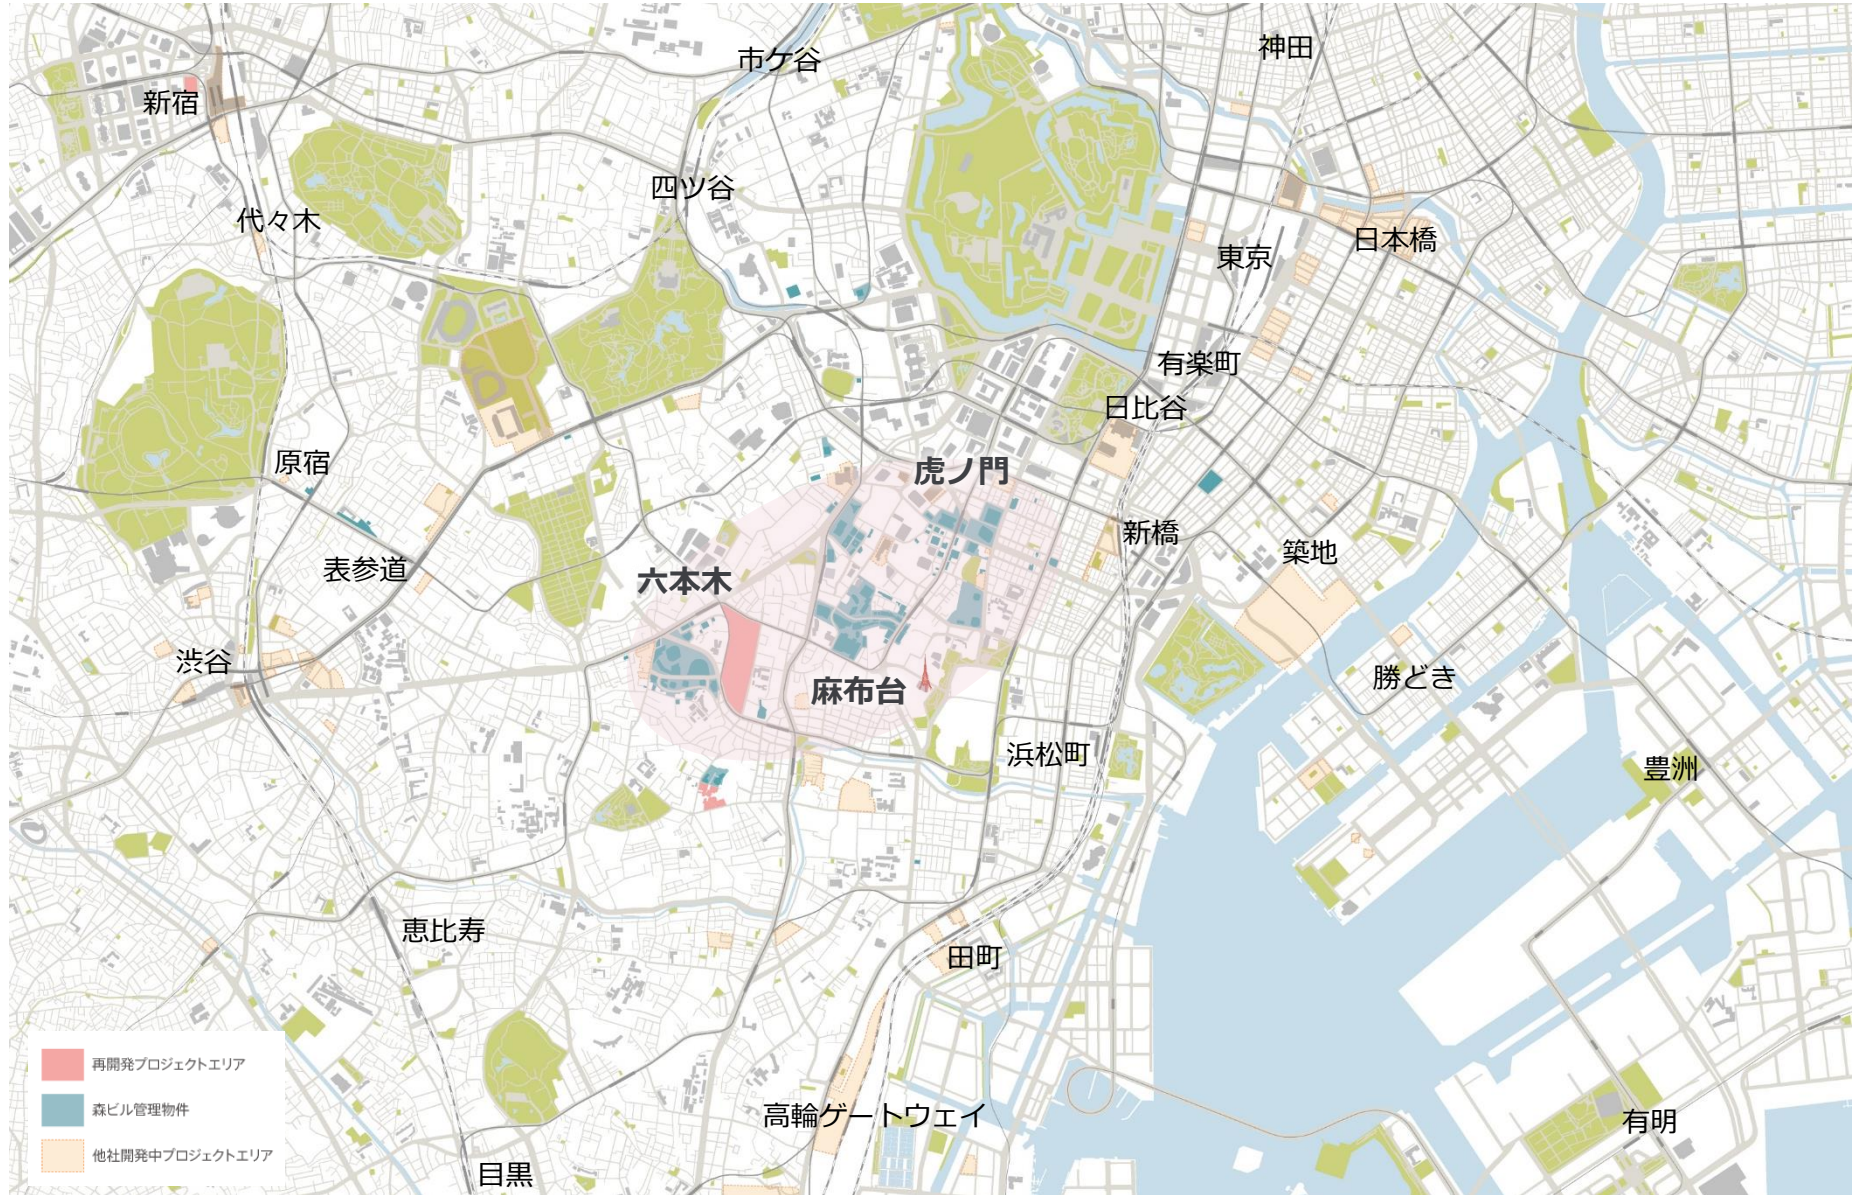 神田
市ケ谷
新宿
四ツ谷
代々木
日本橋
東京
有楽町
日比谷
原宿
虎ノ門
新橋
築地
表参道
六本木
渋谷
勝どき
麻布台
浜松町
豊洲
恵比寿
田町
再開発プロジェクトエリア
森ビル管理物件
他社開発中プロジェクトエリア
高輪ゲートウェイ
有明
目黒